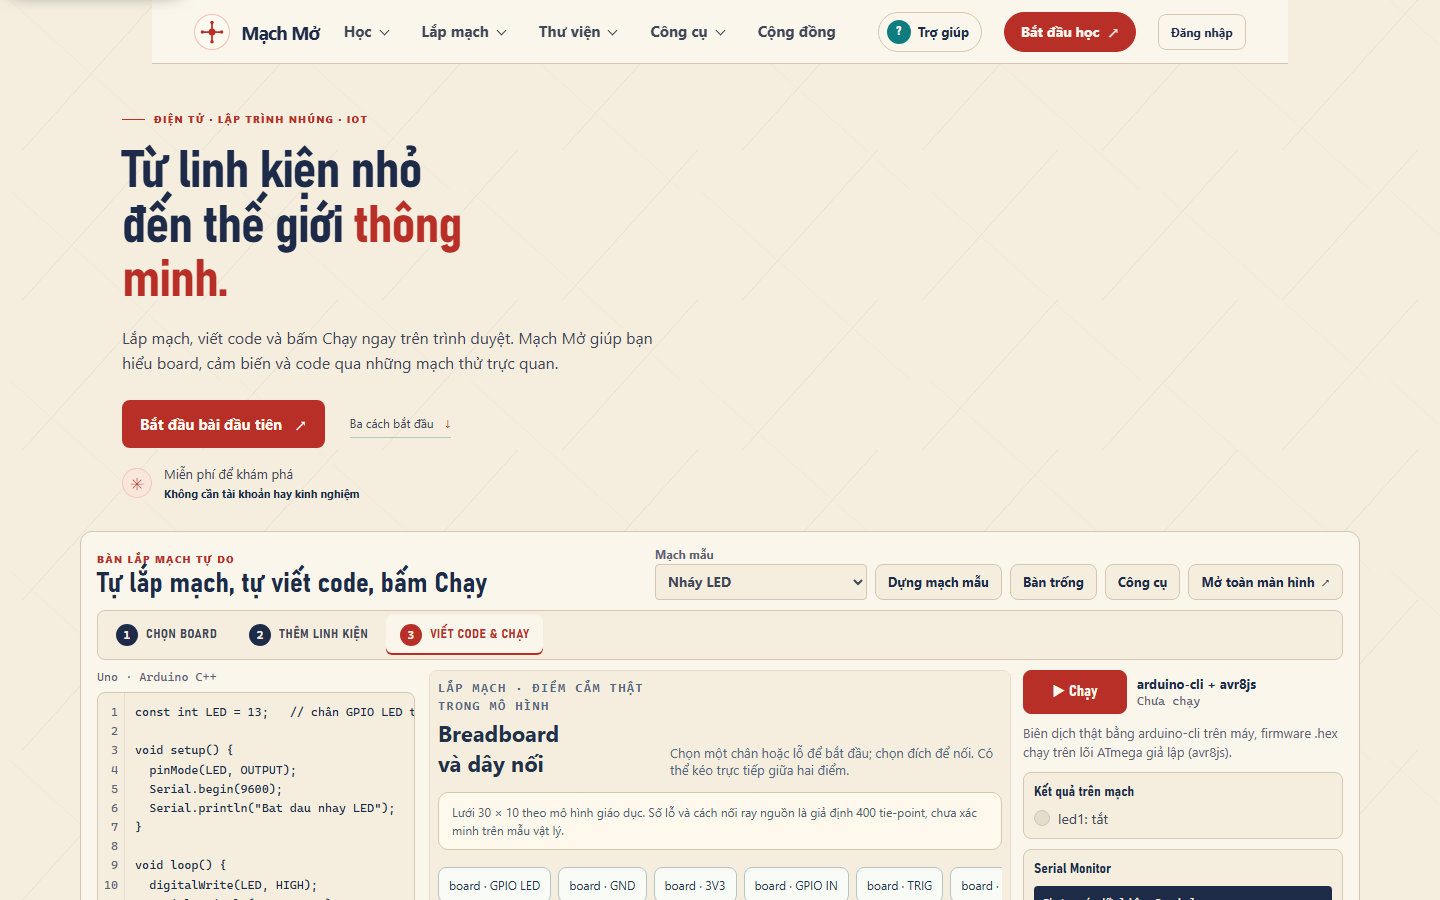 Mạch Mở
Học
Lắp mạch
Thư viện
Công cụ
Cộng đồng
? Trợ giúp
Bắt đầu học ↗
Đăng nhập
ĐIỆN TỬ · LẬP TRÌNH NHÚNG · IOT
Từ linh kiện nhỏ
đến thế giới thông
minh.
Lắp mạch, viết code và bấm Chạy ngay trên trình duyệt. Mạch Mở giúp bạn
hiểu board, cảm biến và code qua những mạch thử trực quan.
Bắt đầu bài đầu tiên ↗
Ba cách bắt đầu ↓
Miễn phí để khám phá
Không cần tài khoản hay kinh nghiệm
BÀN LẮP MẠCH TỰ DO
Tự lắp mạch, tự viết code, bấm Chạy
Mạch mẫu
Nháy LED
Dựng mạch mẫu
Bàn trống
Công cụ
Mở toàn màn hình ↗
1 CHỌN BOARD
2 THÊM LINH KIỆN
3 VIẾT CODE & CHẠY
Uno · Arduino C++
1 const int LED = 13; // chân GPIO LED t
2
3 void setup() {
4 pinMode(LED, OUTPUT);
5 Serial.begin(9600);
6 Serial.println("Bat dau nhay LED");
7 }
8
9 void loop() {
10 digitalWrite(LED, HIGH);
LẮP MẠCH · ĐIỂM CẮM THẬT
TRONG MÔ HÌNH
Breadboard
và dây nối
Chọn một chân hoặc lỗ để bắt đầu; chọn đích để nối. Có
thể kéo trực tiếp giữa hai điểm.
Lưới 30 × 10 theo mô hình giáo dục. Số lỗ và cách nối ray nguồn là giả định 400 tie-point, chưa xác
minh trên mẫu vật lý.
board · GPIO LED
board · GND
board · 3V3
board · GPIO IN
board · TRIG
board ·
▶ Chạy
arduino-cli + avr8js
Chưa chạy
Biên dịch thật bằng arduino-cli trên máy, firmware .hex
chạy trên lõi ATmega giả lập (avr8js).
Kết quả trên mạch
led1: tắt
Serial Monitor